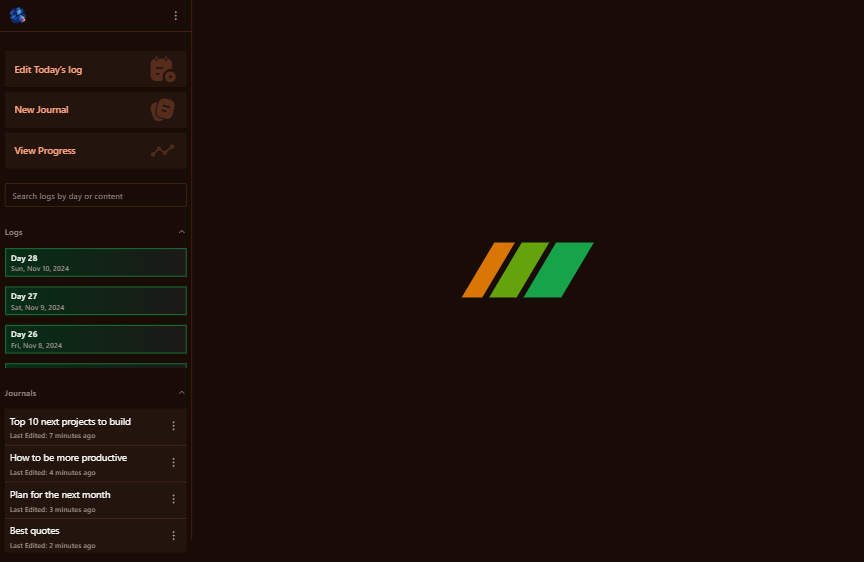 Edit Today's log
New Journal
View Progress
Search logs by day or content
Logs
Day 28
Sun, Nov 10, 2024
Day 27
Sat, Nov 9, 2024
Day 26
Fri, Nov 8, 2024
Journals
Top 10 next projects to build
Last Edited: 7 minutes ago
How to be more productive
Last Edited: 4 minutes ago
Plan for the next month
Last Edited: 3 minutes ago
Best quotes
Last Edited: 2 minutes ago